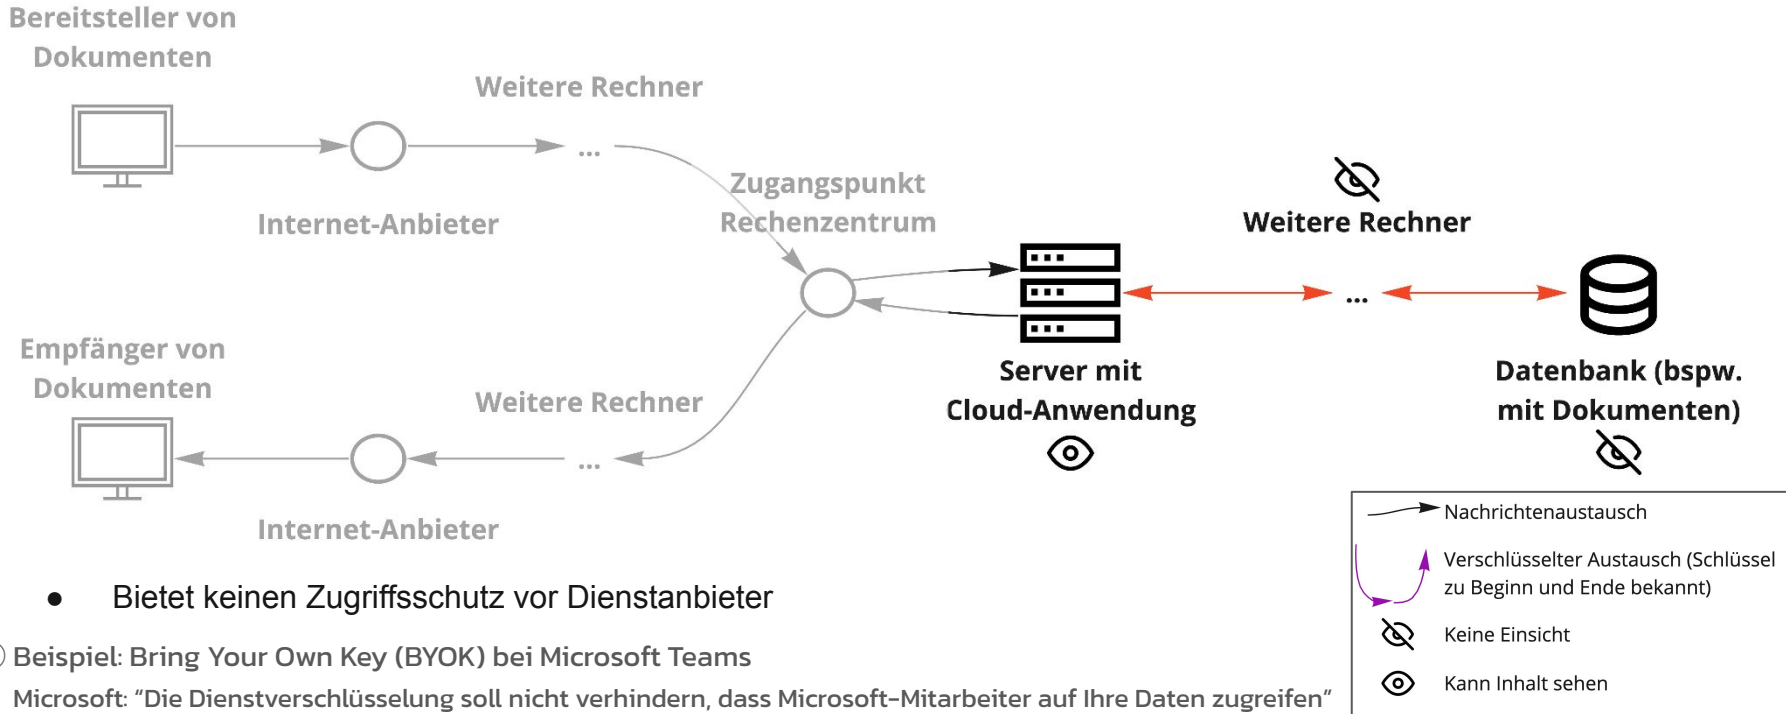 Bereitsteller von
Dokumenten
Weitere Rechner
...
Internet-Anbieter
Zugangspunkt
Rechenzentrum
Weitere Rechner
...
Server mit
Cloud-Anwendung
Datenbank (bspw.
mit Dokumenten)
Empfänger von
Dokumenten
Weitere Rechner
...
Internet-Anbieter
Nachrichtenaustausch
Verschlüsselter Austausch (Schlüssel
zu Beginn und Ende bekannt)
Keine Einsicht
Kann Inhalt sehen
● Bietet keinen Zugriffsschutz vor Dienstanbieter
Beispiel: Bring Your Own Key (BYOK) bei Microsoft Teams
Microsoft: “Die Dienstverschlüsselung soll nicht verhindern, dass Microsoft-Mitarbeiter auf Ihre Daten zugreifen”